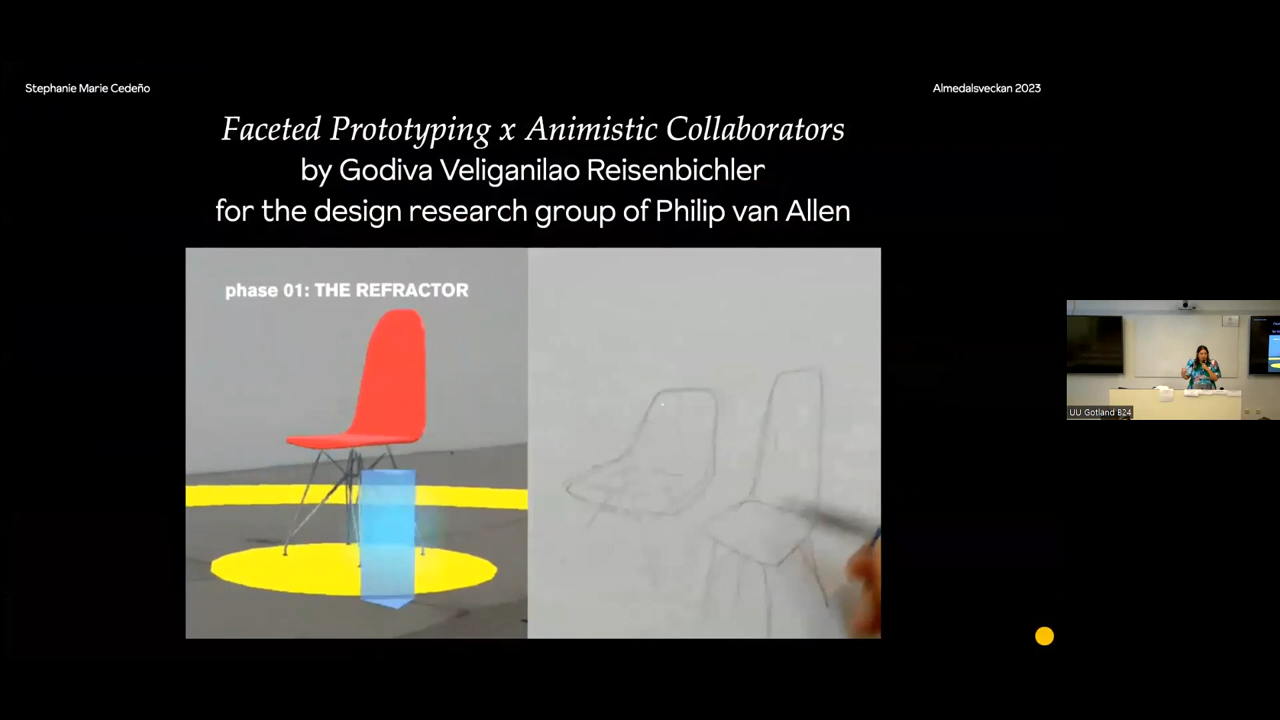 Stephanie Marie Cedeño
Almedalsveckan 2023
Faceted Prototyping x Animistic Collaborators
by Godiva Veliganilao Reisenbichler
for the design research group of Philip van Allen
phase 01: THE REFRACTOR
UU Gotland B24